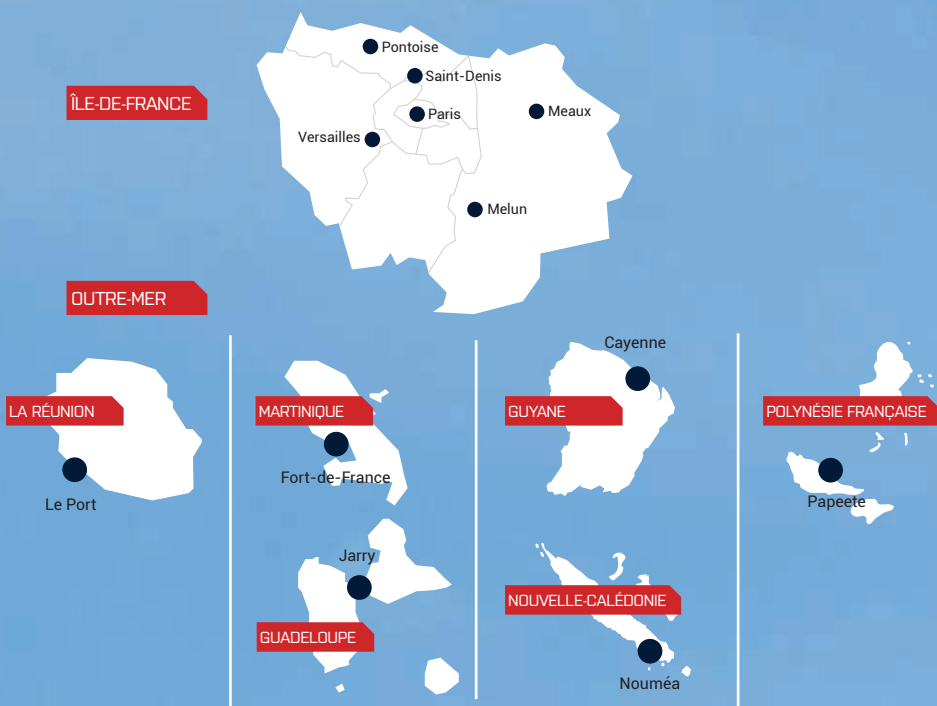 Pontoise
Saint-Denis
ÎLE-DE-FRANCE
Paris
Meaux
Versailles
Melun
OUTRE-MER
LA RÉUNION
Le Port
MARTINIQUE
Fort-de-France
Jarry
GUADELOUPE
Cayenne
GUYANE
NOUVELLE-CALÉDONIE
Nouméa
POLYNÉSIE FRANÇAISE
Papeete